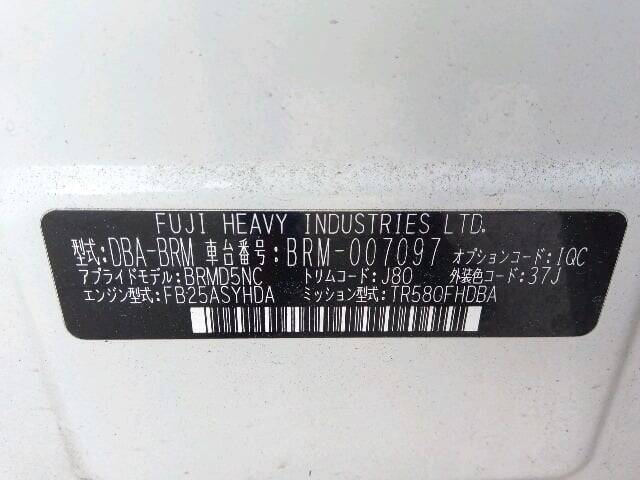 FUJI HEAVY INDUSTRIES LTD.
型式:DBA-BRM 車台番号:BRM-007097 オプションコード:IQC
アプライドモデル:BRMD5NC トリムコード:J80 外装色コード:37J
エンジン型式:FB25ASYHDA ミッション型式:TR580FHDBA